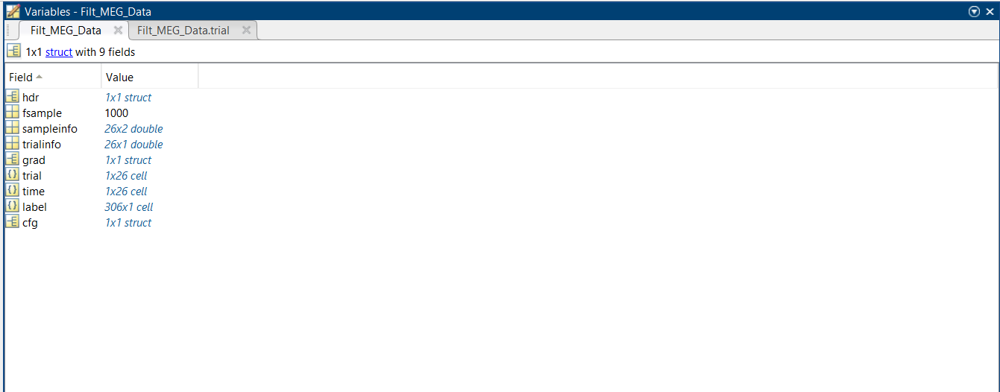 Variables - Filt_MEG_Data
Filt_MEG_Data Filt_MEG_Data.trial
1x1 struct with 9 fields
Field Value
hdr 1x1 struct
fsample 1000
sampleinfo 26x2 double
trialinfo 26x1 double
grad 1x1 struct
trial 1x26 cell
time 1x26 cell
label 306x1 cell
cfg 1x1 struct